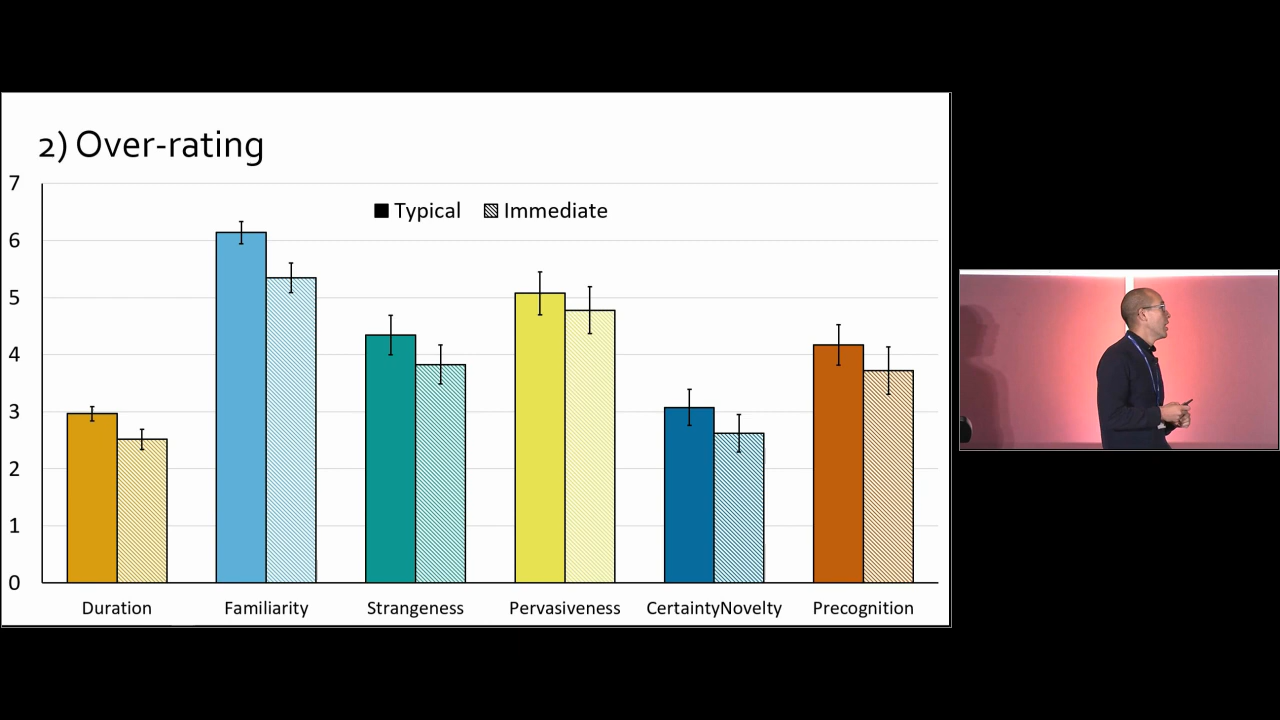 2) Over-rating
7
Typical Immediate
6
5
4
3
2
1
0
Duration Familiarity Strangeness Pervasiveness CertaintyNovelty Precognition